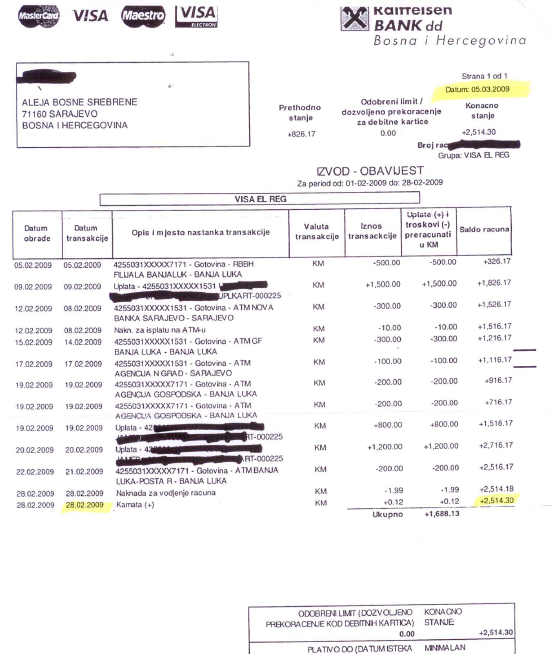 MasterCard VISA Maestro VISA ELECTRON
Raiffeisen
BANK dd
Bosna i Hercegovina
Strana 1 od 1
Datum: 05.03.2009
ALEJA BOSNE SREBRENE
71160 SARAJEVO
BOSNA I HERCEGOVINA
Prethodno stanje
Odobreni limit / dozvoljeno prekoracenje za debitne kartice
Konacno stanje
+826.17 0.00 +2,514.30
Broj rac
Grupa: VISA EL REG
IZVOD - OBAVIJEST
Za period od: 01-02-2009 do: 28-02-2009
VISA EL REG
Datum obrade
Datum transakcije
Opis i mjesto nastanka transakcije
Valuta transakcije
Iznos transackcije
Uplate (+) i troskovi (-) preracunati u KM
Saldo racuna
05.02.2009 05.02.2009 4255031XXXXX7171 - Gotovina - RBBH KM -500.00 -500.00 +326.17
FILIJALA BANJALUK - BANJA LUKA
09.02.2009 09.02.2009 Uplata - 4255031XXXXX1531 KM +1,500.00 +1,500.00 +1,826.17
UPLKART-000225
12.02.2009 08.02.2009 4255031XXXXX1531 - Gotovina - ATM NOVA KM -300.00 -300.00 +1,526.17
BANKA SARAJEVO - SARAJEVO
12.02.2009 08.02.2009 Nakn. za isplatu na ATM-u KM -10.00 -10.00 +1,516.17
15.02.2009 14.02.2009 4255031XXXXX1531 - Gotovina - ATM GF KM -300.00 -300.00 +1,216.17
BANJA LUKA - BANJA LUKA
17.02.2009 17.02.2009 4255031XXXXX1531 - Gotovina - ATM KM -100.00 -100.00 +1,116.17
AGENCIJA N GRAD - SARAJEVO
19.02.2009 19.02.2009 4255031XXXXX7171 - Gotovina - ATM KM -200.00 -200.00 +916.17
AGENCIJA GOSPODSKA - BANJA LUKA
19.02.2009 19.02.2009 4255031XXXXX7171 - Gotovina - ATM KM -200.00 -200.00 +716.17
AGENCIJA GOSPODSKA - BANJA LUKA
19.02.2009 19.02.2009 Uplata - KM +800.00 +800.00 +1,516.17
RT-000225
20.02.2009 20.02.2009 Uplata - KM +1,200.00 +1,200.00 +2,716.17
RT-000225
22.02.2009 21.02.2009 4255031XXXXX7171 - Gotovina - ATM BANJA KM -200.00 -200.00 +2,516.17
LUKA-POSTA R - BANJA LUKA
28.02.2009 28.02.2009 Naknada za vodjenje racuna KM -1.99 -1.99 +2,514.18
28.02.2009 28.02.2009 Kamata (+) KM +0.12 +0.12 +2,514.30
Ukupno +1,688.13
ODOBRENI LIMIT (DOZVOLJENO KONACNO
PREKORACENJE KOD DEBITNIH KARTICA) STANJE:
0.00 +2,514.30
PLATIVO DO (DATUM ISTEKA MINIMALAN